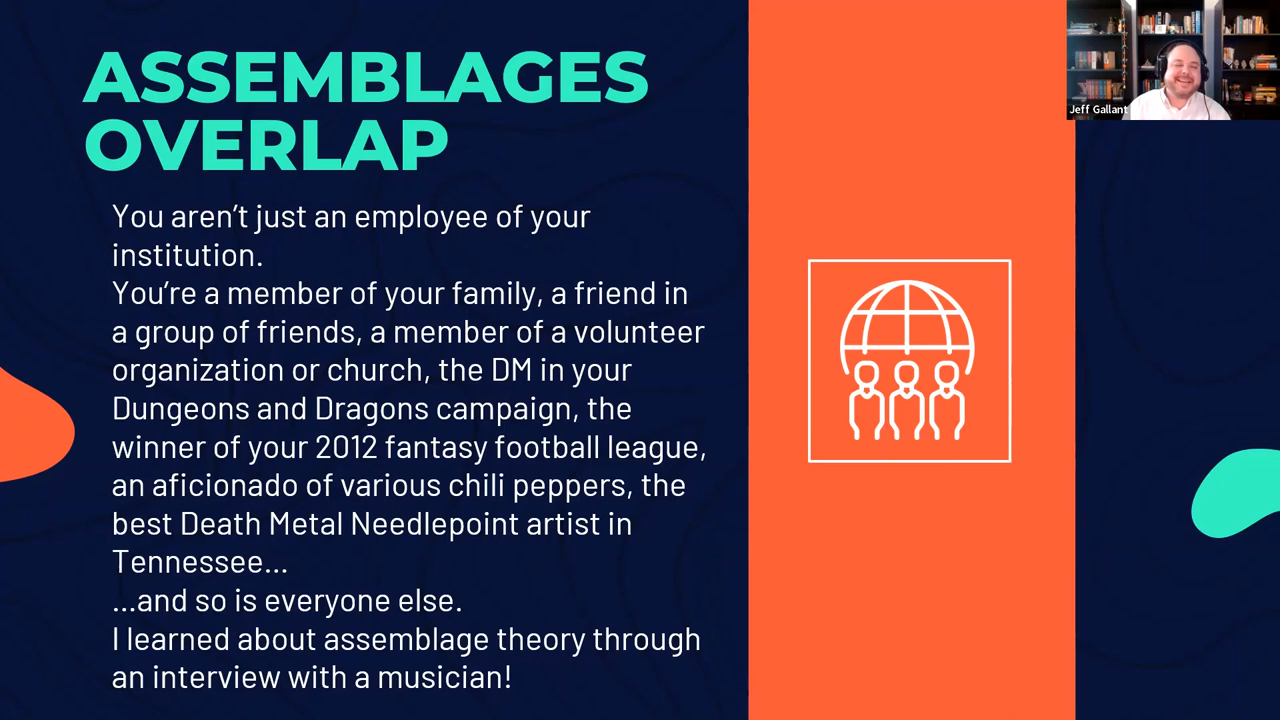 ASSEMBLAGES
OVERLAP
You aren’t just an employee of your
institution.
You’re a member of your family, a friend in
a group of friends, a member of a volunteer
organization or church, the DM in your
Dungeons and Dragons campaign, the
winner of your 2012 fantasy football league,
an aficionado of various chili peppers, the
best Death Metal Needlepoint artist in
Tennessee...
...and so is everyone else.
I learned about assemblage theory through
an interview with a musician!
Jeff Gallant